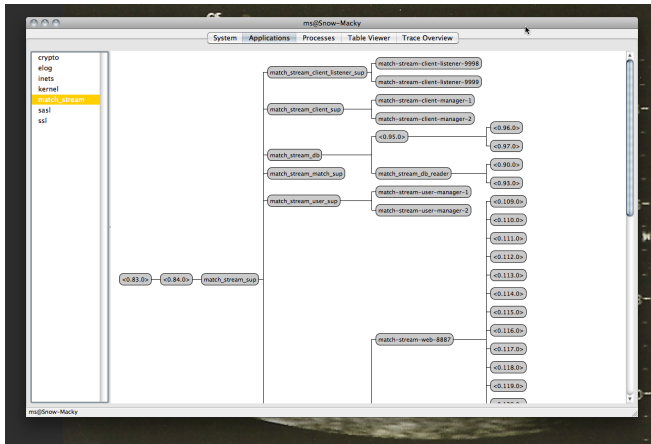 ms@Snow-Macky
System Applications Processes Table Viewer Trace Overview
crypto
elog
inets
kernel
match_stream
sasl
ssl
match_stream_client_listener_sup
match-stream-client-listener-9998
match-stream-client-listener-9999
match_stream_client_sup
match-stream-client-manager-1
match-stream-client-manager-2
match_stream_db
<0.95.0>
<0.96.0>
<0.97.0>
match_stream_match_sup
match_stream_db_reader
<0.90.0>
<0.93.0>
match_stream_user_sup
match-stream-user-manager-1
match-stream-user-manager-2
<0.109.0>
<0.110.0>
<0.111.0>
<0.112.0>
<0.83.0>
<0.84.0>
match_stream_sup
<0.113.0>
<0.114.0>
<0.115.0>
<0.116.0>
match-stream-web-8887
<0.117.0>
<0.118.0>
<0.119.0>
ms@Snow-Macky